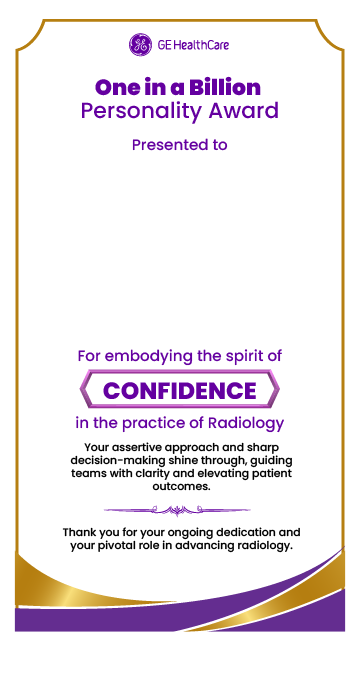 GE HealthCare
One in a Billion
Personality Award
Presented to
For embodying the spirit of
CONFIDENCE
in the practice of Radiology
Your assertive approach and sharp
decision-making shine through, guiding
teams with clarity and elevating patient
outcomes.
Thank you for your ongoing dedication and
your pivotal role in advancing radiology.